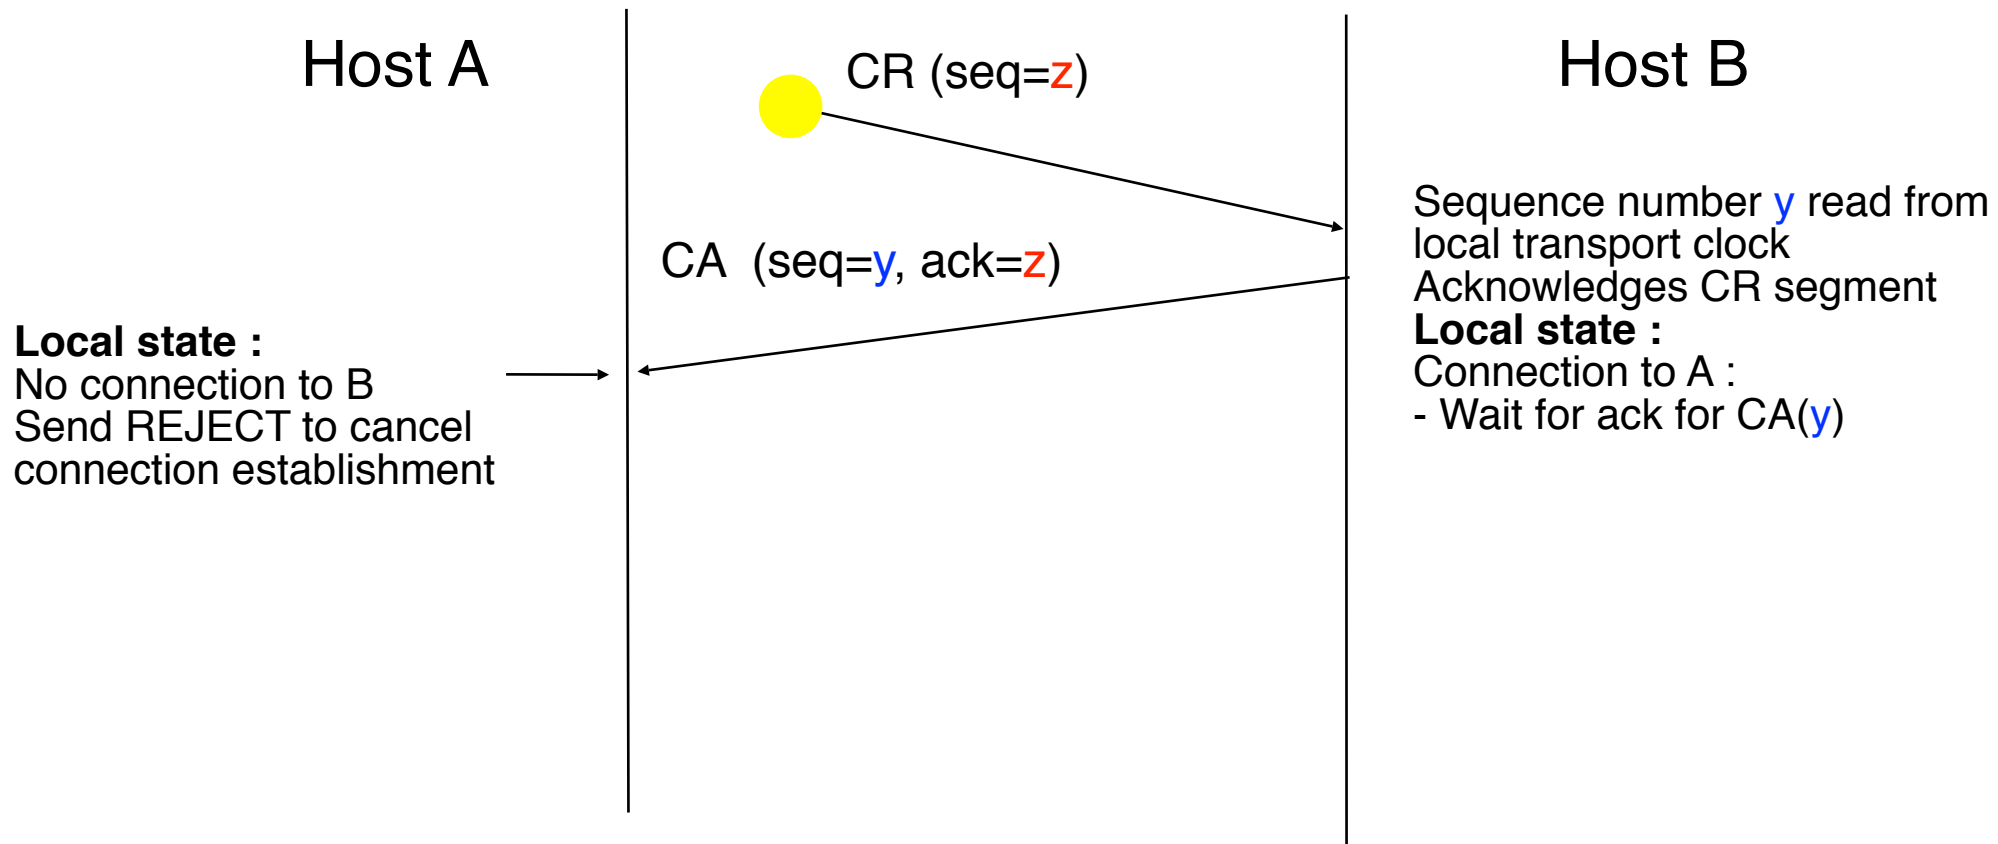 Host A
CR (seq=z)
Host B
Sequence number y read from
local transport clock
Acknowledges CR segment
Local state :
Connection to A :
- Wait for ack for CA(y)
CA (seq=y, ack=z)
Local state :
No connection to B
Send REJECT to cancel
connection establishment